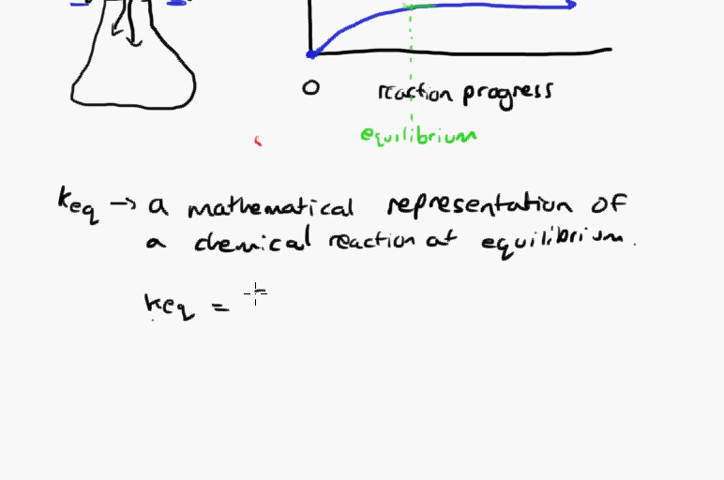 0 reaction progress
equilibrium
Keq → a mathematical representation of
a chemical reaction at equilibrium.
Keq =